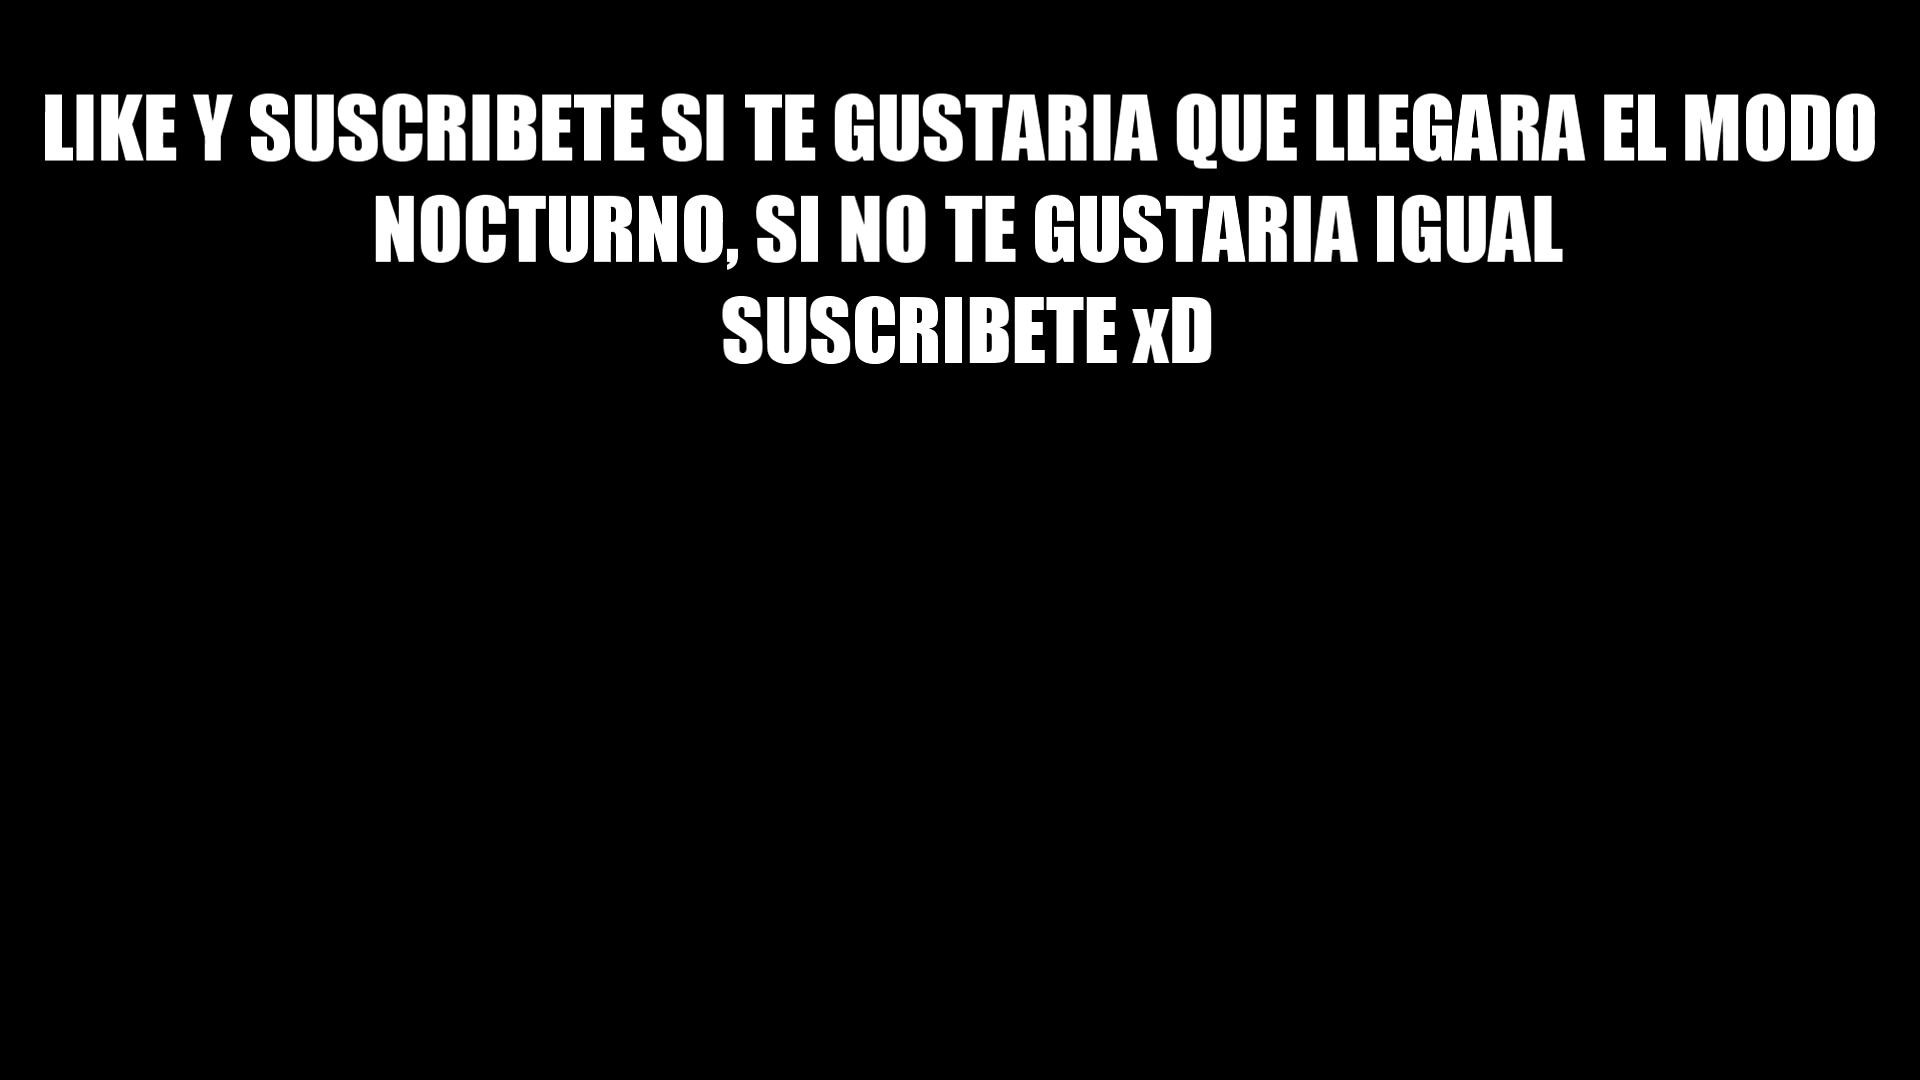 LIKE Y SUSCRIBETE SI TE GUSTARIA QUE LLEGARA EL MODO
NOCTURNO, SI NO TE GUSTARIA IGUAL
SUSCRIBETE xD